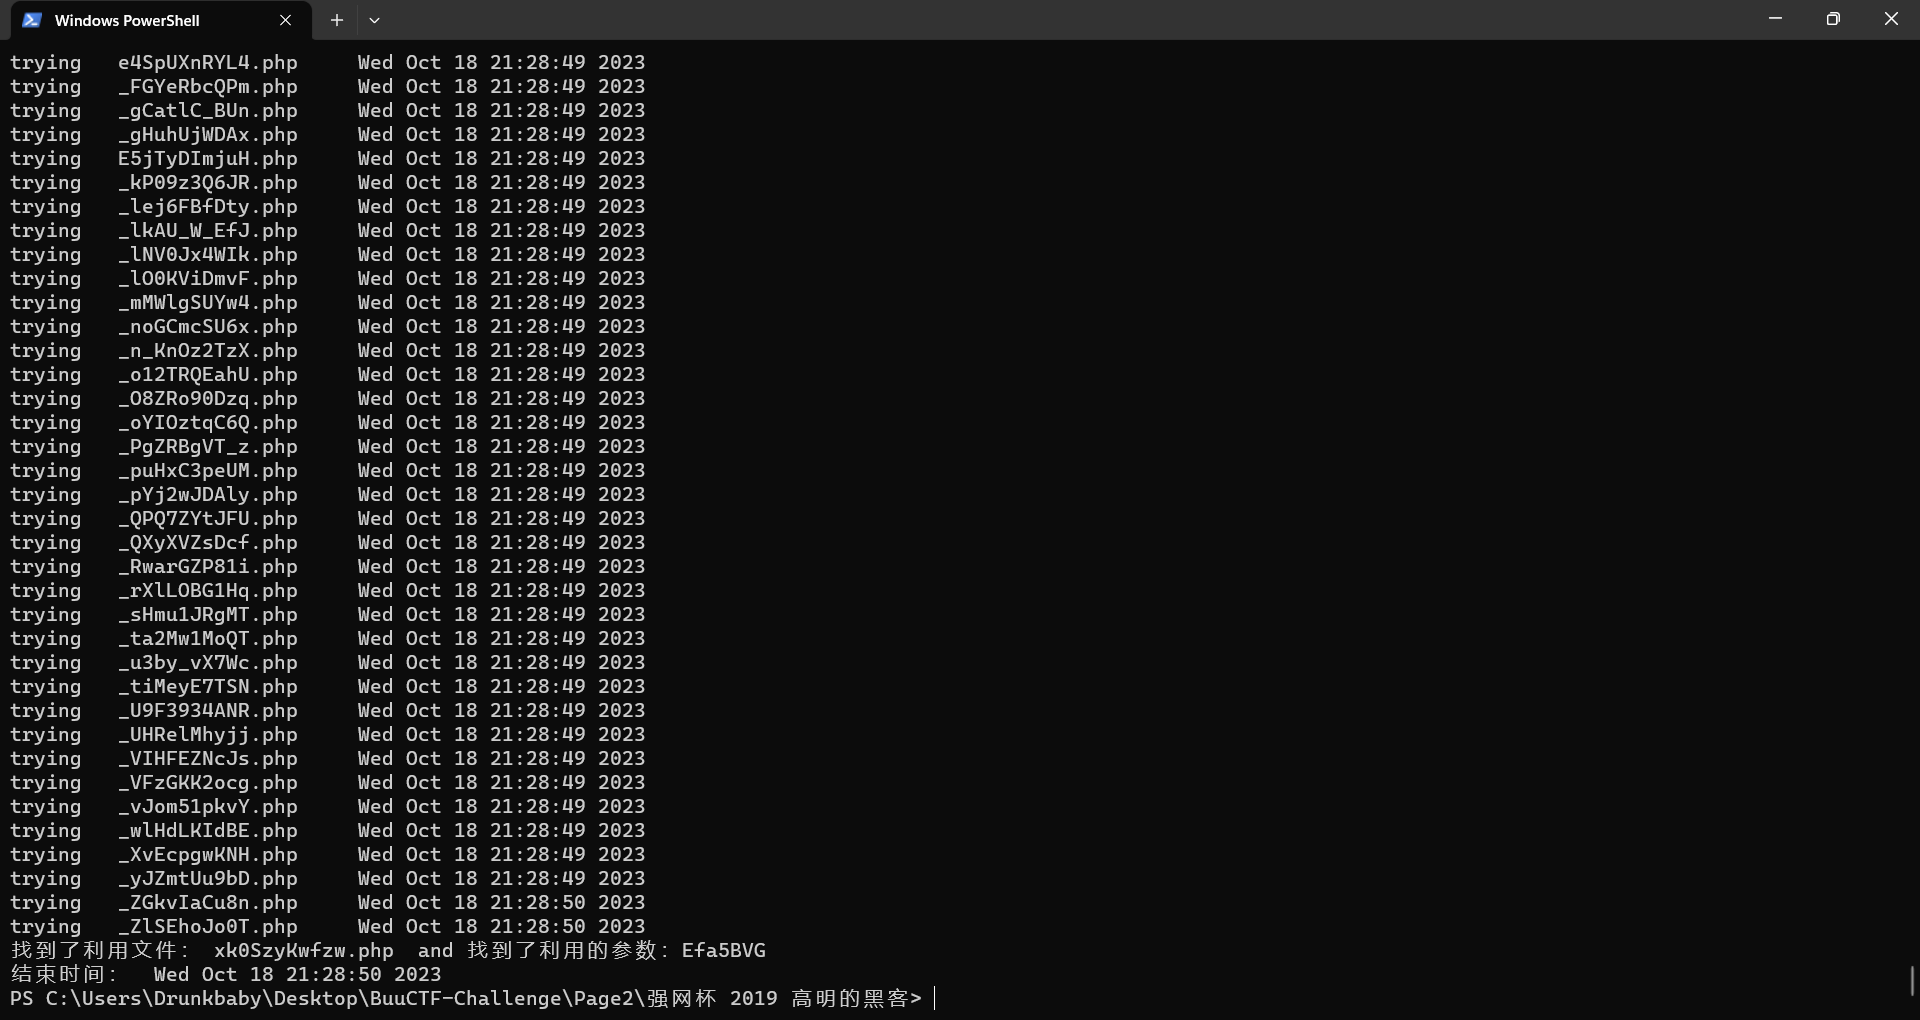 Windows PowerShell
trying e4SpUXnRYL4.php Wed Oct 18 21:28:49 2023
trying _FGYeRbcQPm.php Wed Oct 18 21:28:49 2023
trying _gCatlC_BUn.php Wed Oct 18 21:28:49 2023
trying _gHuhUjWDAx.php Wed Oct 18 21:28:49 2023
trying E5jTyDImjuH.php Wed Oct 18 21:28:49 2023
trying _kP09z3Q6JR.php Wed Oct 18 21:28:49 2023
trying _lej6FBfDty.php Wed Oct 18 21:28:49 2023
trying _lkAU_W_EfJ.php Wed Oct 18 21:28:49 2023
trying _lNV0Jx4WIk.php Wed Oct 18 21:28:49 2023
trying _lO0KViDmvF.php Wed Oct 18 21:28:49 2023
trying _mMWlgSUYw4.php Wed Oct 18 21:28:49 2023
trying _noGCmcSU6x.php Wed Oct 18 21:28:49 2023
trying _n_KnOz2TzX.php Wed Oct 18 21:28:49 2023
trying _o12TRQEahU.php Wed Oct 18 21:28:49 2023
trying _O8ZRo90Dzq.php Wed Oct 18 21:28:49 2023
trying _oYIOztqC6Q.php Wed Oct 18 21:28:49 2023
trying _PgZRBgVT_z.php Wed Oct 18 21:28:49 2023
trying _puHxC3peUM.php Wed Oct 18 21:28:49 2023
trying _pYj2wJDAly.php Wed Oct 18 21:28:49 2023
trying _QPQ7ZYtJFU.php Wed Oct 18 21:28:49 2023
trying _QXyXVZsDcf.php Wed Oct 18 21:28:49 2023
trying _RwarGZP81i.php Wed Oct 18 21:28:49 2023
trying _rXlLOBG1Hq.php Wed Oct 18 21:28:49 2023
trying _sHmu1JRgMT.php Wed Oct 18 21:28:49 2023
trying _ta2Mw1MoQT.php Wed Oct 18 21:28:49 2023
trying _u3by_vX7Wc.php Wed Oct 18 21:28:49 2023
trying _tiMeyE7TSN.php Wed Oct 18 21:28:49 2023
trying _U9F3934ANR.php Wed Oct 18 21:28:49 2023
trying _UHRelMhyjj.php Wed Oct 18 21:28:49 2023
trying _VIHFEZNcJs.php Wed Oct 18 21:28:49 2023
trying _VFzGKK2ocg.php Wed Oct 18 21:28:49 2023
trying _vJom51pkvY.php Wed Oct 18 21:28:49 2023
trying _wlHdLKIdBE.php Wed Oct 18 21:28:49 2023
trying _XvEcpgwKNH.php Wed Oct 18 21:28:49 2023
trying _yJZmtUu9bD.php Wed Oct 18 21:28:49 2023
trying _ZGkvIaCu8n.php Wed Oct 18 21:28:50 2023
trying _ZlSEhoJo0T.php Wed Oct 18 21:28:50 2023
找到了利用文件： xk0SzyKwfzw.php and 找到了利用的参数：Efa5BVG
结束时间： Wed Oct 18 21:28:50 2023
PS C:\Users\Drunkbaby\Desktop\BuuCTF-Challenge\Page2\强网杯 2019 高明的黑客>